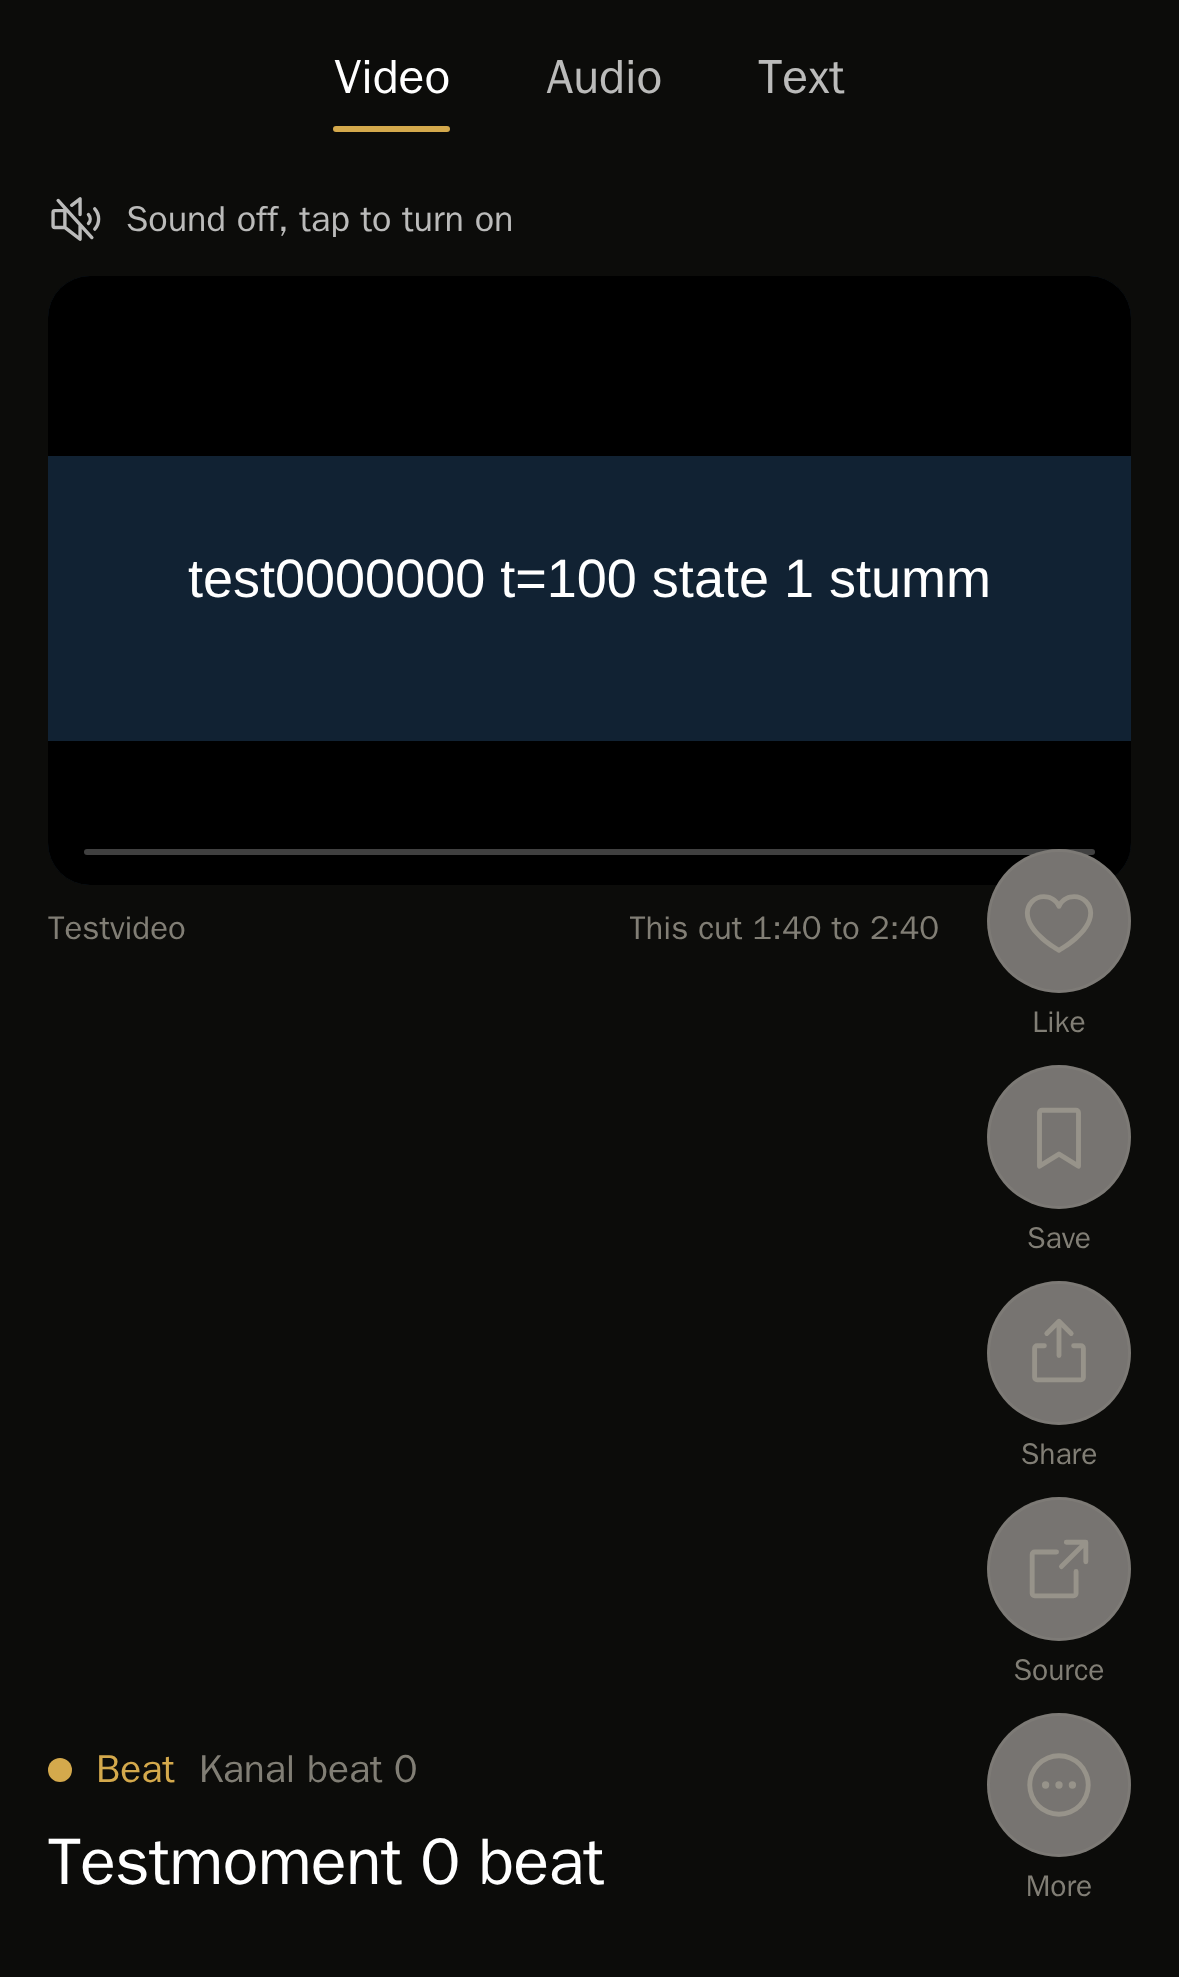 Video Audio Text
Sound off, tap to turn on
test0000000 t=100 state 1 stumm
Testvideo
This cut 1:40 to 2:40
Like
Save
Share
Source
Beat Kanal beat 0
Testmoment 0 beat
More